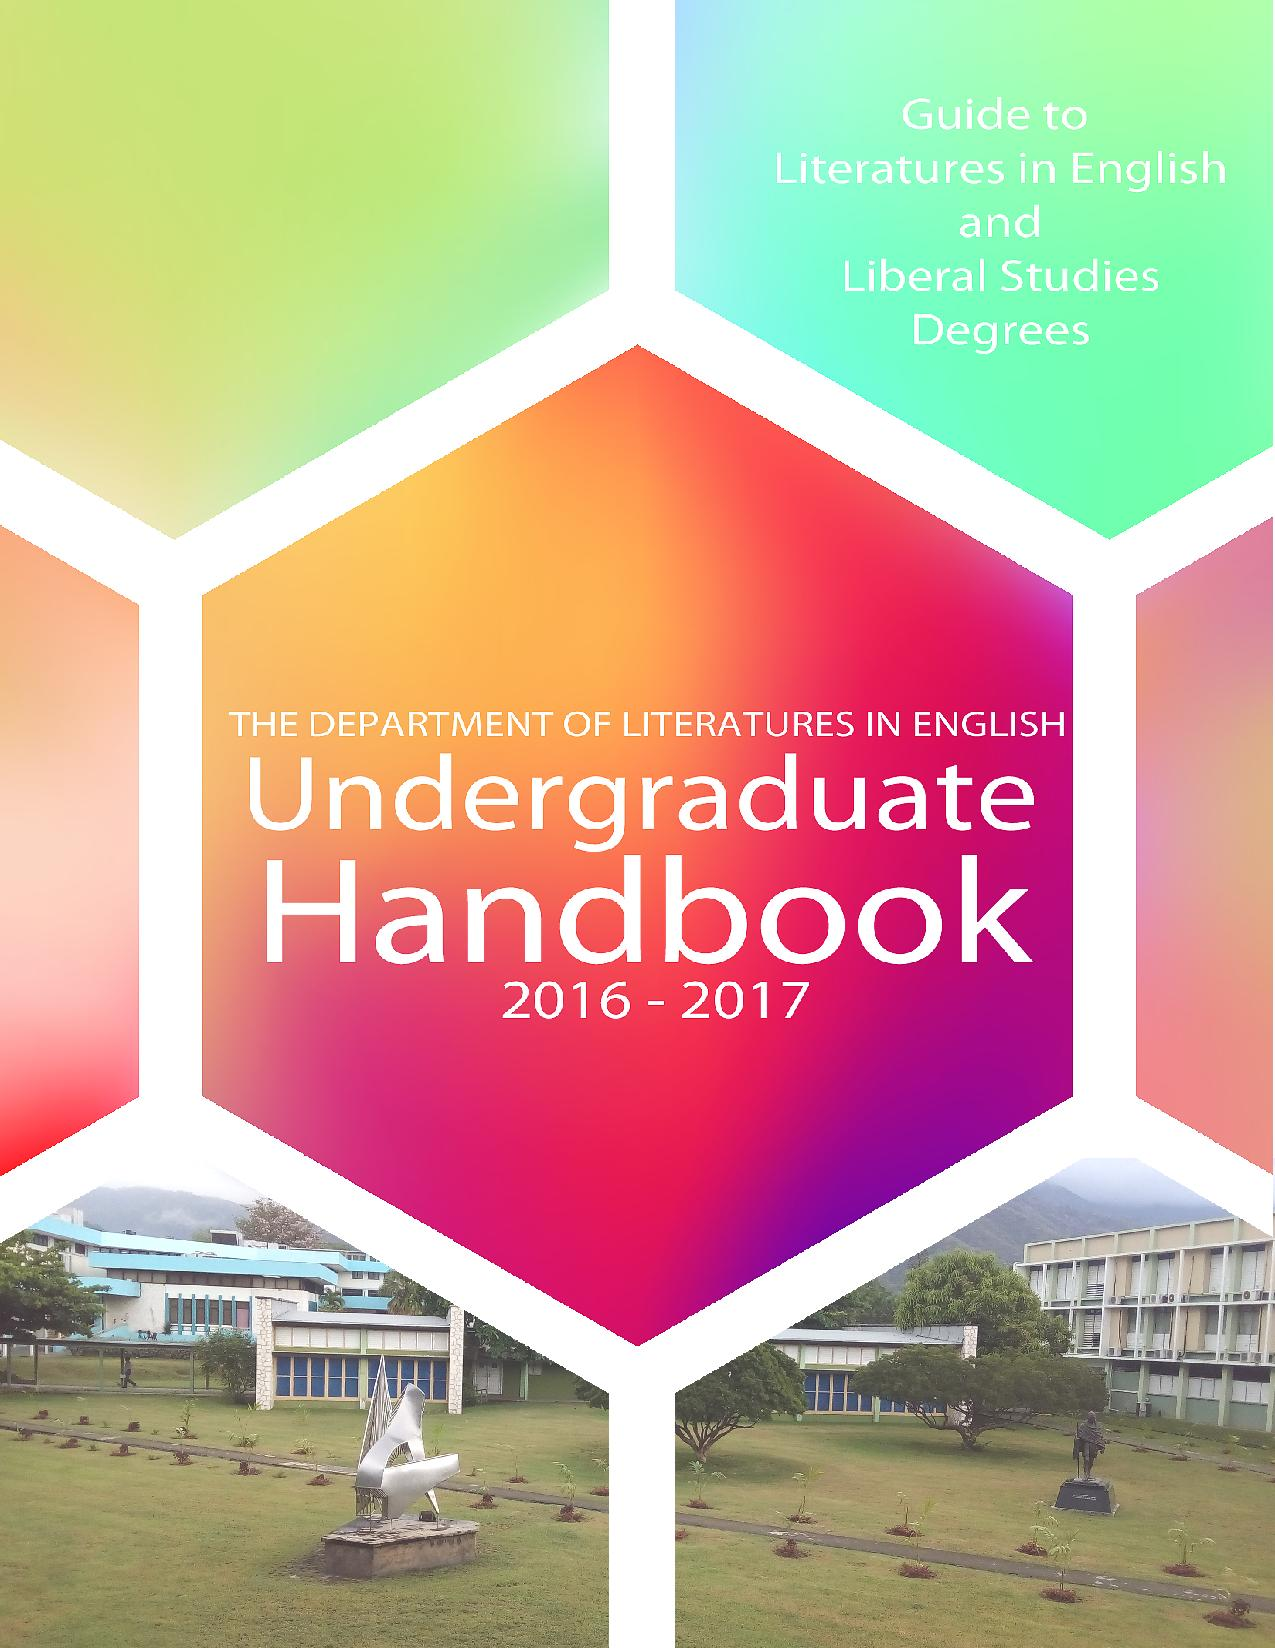 Guide to
Literatures in English
and
Liberal Studies
Degrees
THE DEPARTMENT OF LITERATURES IN ENGLISH
Undergraduate
Handbook
2016 - 2017